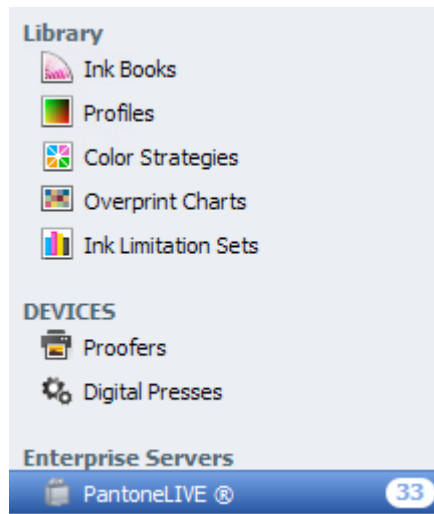 Library
Ink Books
Profiles
Color Strategies
Overprint Charts
Ink Limitation Sets
DEVICES
Proofers
Digital Presses
Enterprise Servers
PantoneLIVE ® 33